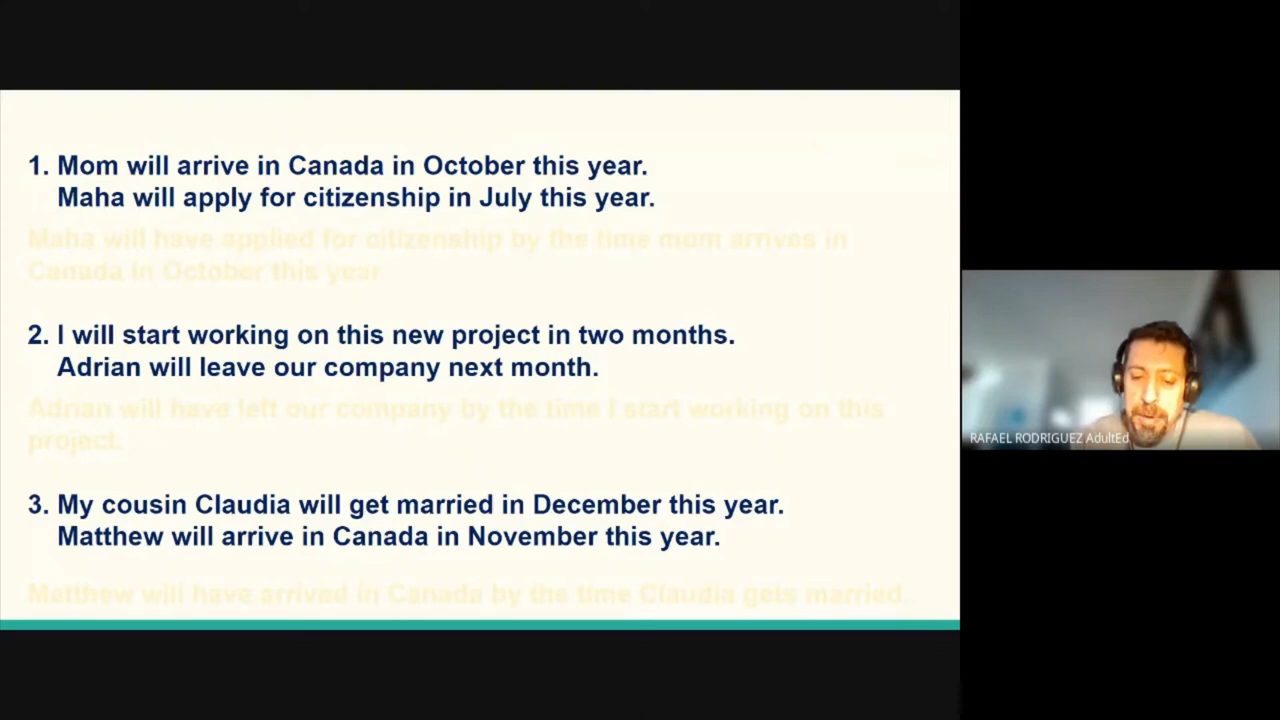 1. Mom will arrive in Canada in October this year.
Maha will apply for citizenship in July this year.
Maha will have applied for citizenship by the time mom arrives in
Canada in October this year
2. I will start working on this new project in two months.
Adrian will leave our company next month.
Adrian will have left our company by the time I start working on this
project.
3. My cousin Claudia will get married in December this year.
Matthew will arrive in Canada in November this year.
Matthew will have arrived in Canada by the time Claudia gets married.
RAFAEL RODRIGUEZ AdultEd